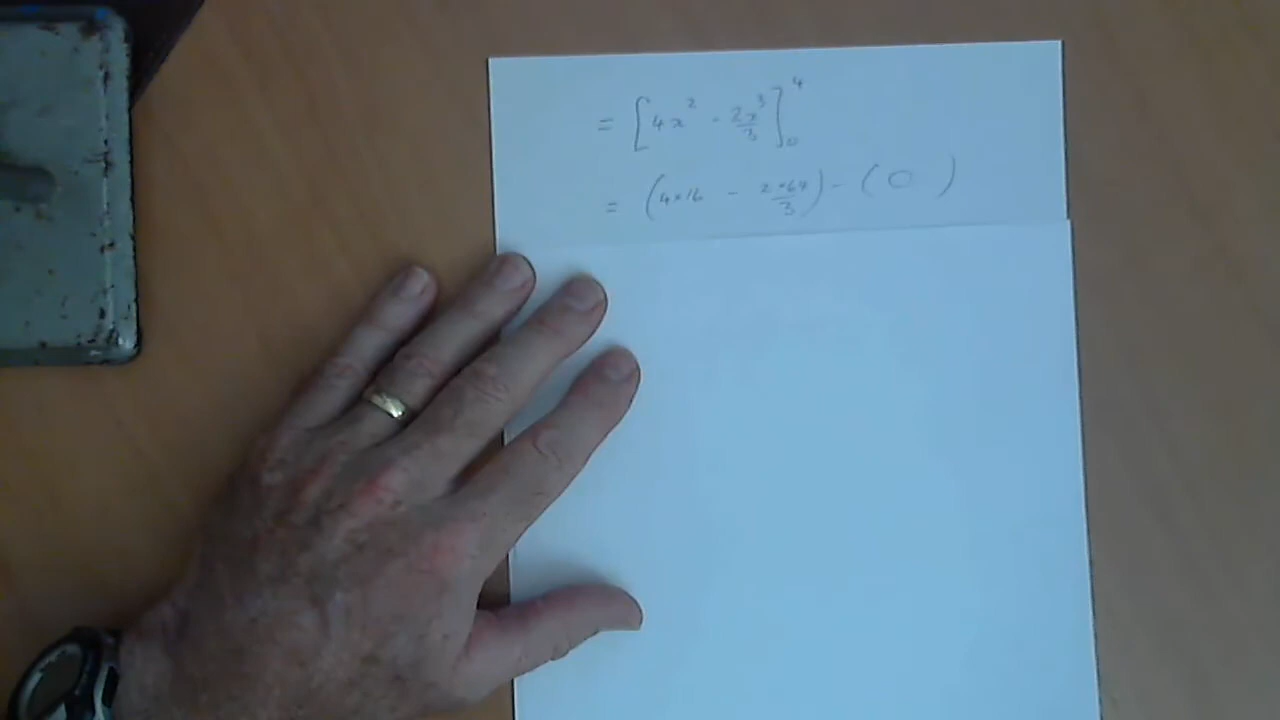 = [4x² - 2x³/3]₀⁴
= (4×16 - 2×64/3) - (0)